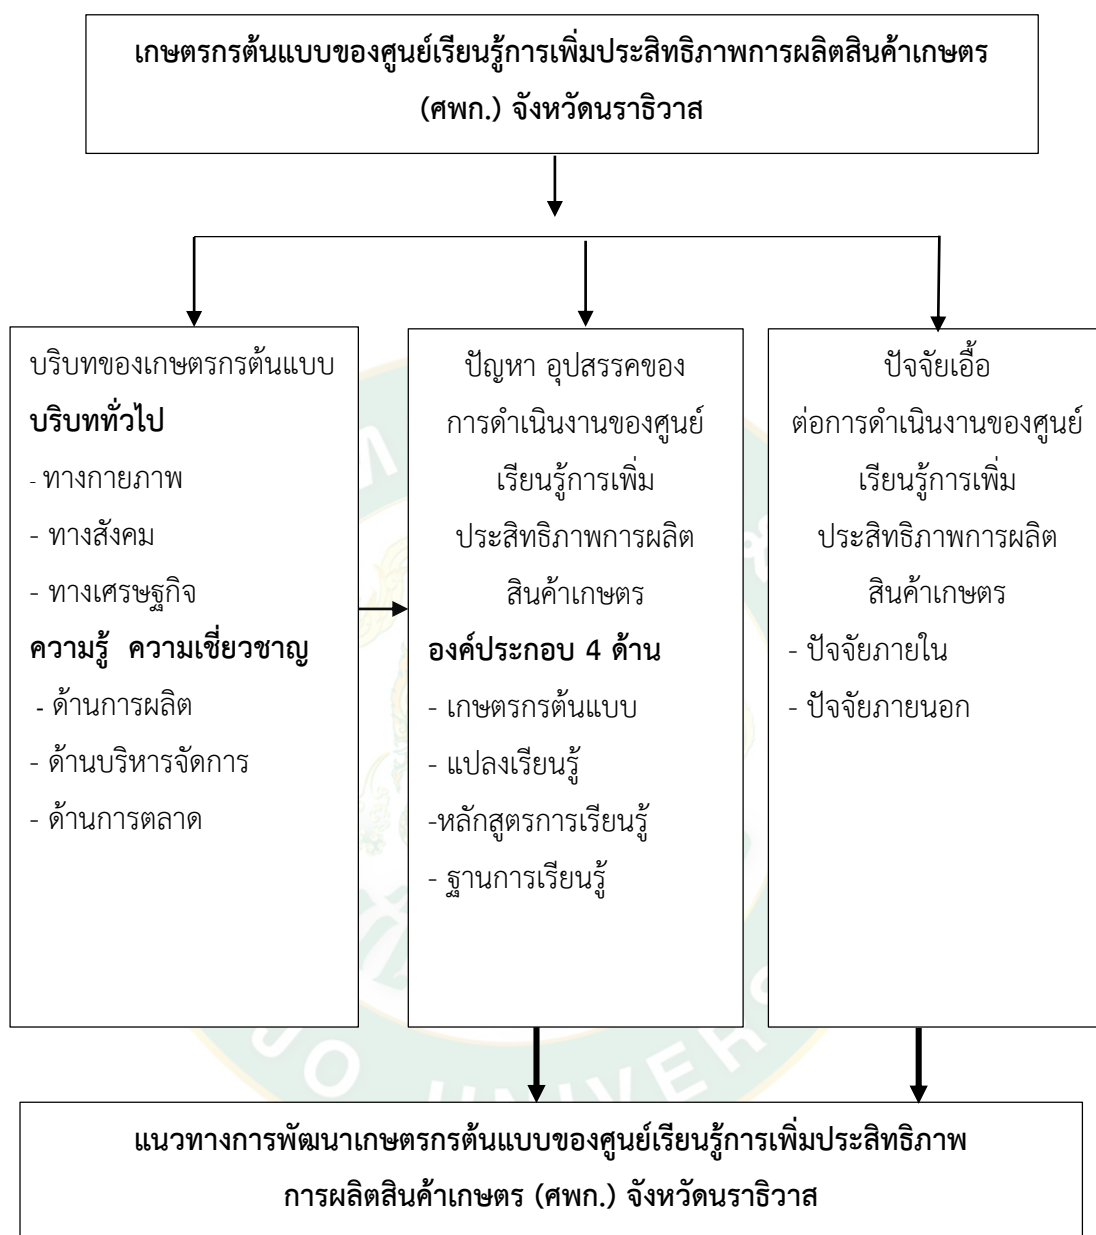 เกษตรกรต้นแบบของศูนย์เรียนรู้การเพิ่มประสิทธิภาพการผลิตสินค้าเกษตร
(ศพก.) จังหวัดนราธิวาส
บริบทของเกษตรกรต้นแบบ
บริบททั่วไป
- ทางกายภาพ
- ทางสังคม
- ทางเศรษฐกิจ
ความรู้ ความเชี่ยวชาญ
- ด้านการผลิต
- ด้านบริหารจัดการ
- ด้านการตลาด
ปัญหา อุปสรรคของ
การดำเนินงานของศูนย์
เรียนรู้การเพิ่ม
ประสิทธิภาพการผลิต
สินค้าเกษตร
องค์ประกอบ 4 ด้าน
- เกษตรกรต้นแบบ
- แปลงเรียนรู้
-หลักสูตรการเรียนรู้
- ฐานการเรียนรู้
ปัจจัยเอื้อ
ต่อการดำเนินงานของศูนย์
เรียนรู้การเพิ่ม
ประสิทธิภาพการผลิต
สินค้าเกษตร
- ปัจจัยภายใน
- ปัจจัยภายนอก
แนวทางการพัฒนาเกษตรกรต้นแบบของศูนย์เรียนรู้การเพิ่มประสิทธิภาพ
การผลิตสินค้าเกษตร (ศพก.) จังหวัดนราธิวาส